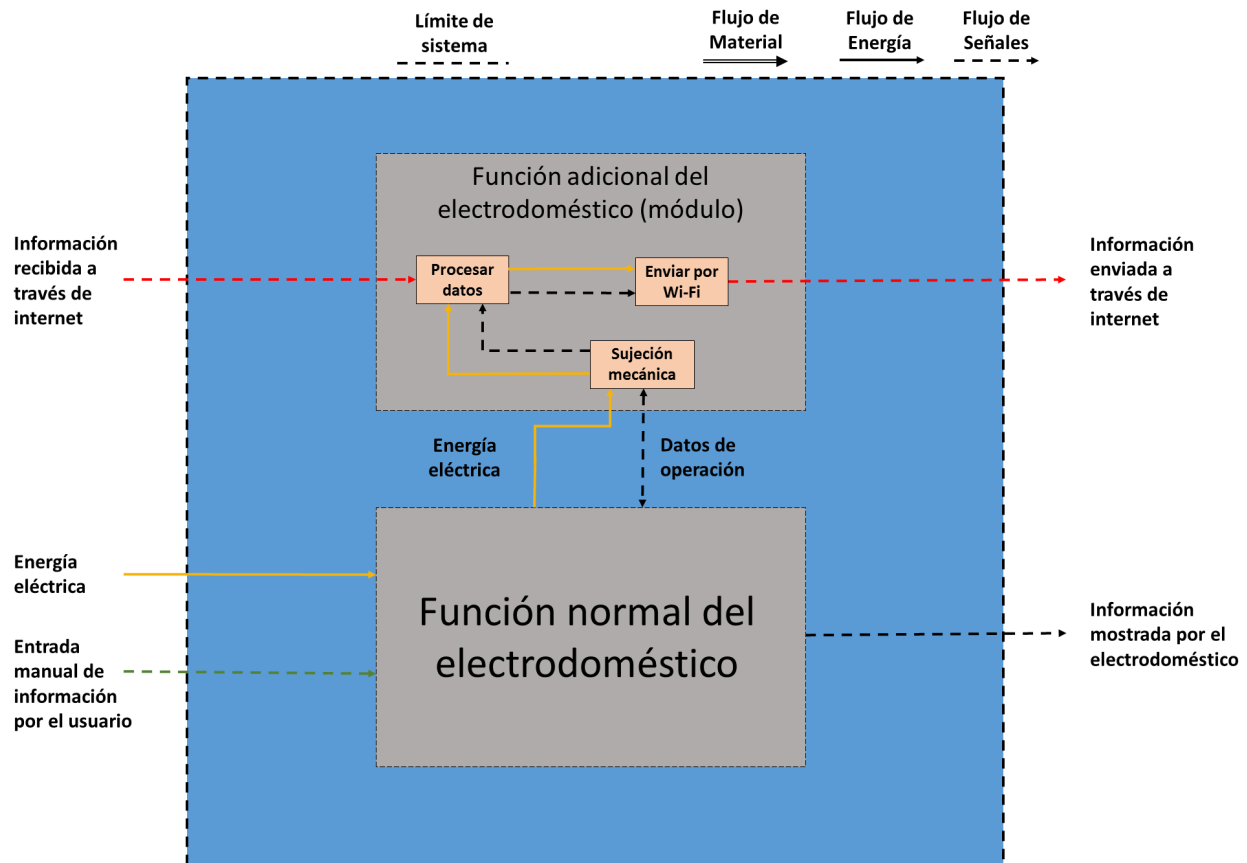 Límite de
sistema
Flujo de
Material
Flujo de
Energía
Flujo de
Señales
Función adicional del
electrodoméstico (módulo)
Información
recibida a
través de
internet
Procesar
datos
Enviar por
Wi-Fi
Información
enviada a
través de
internet
Sujeción
mecánica
Energía
eléctrica
Datos de
operación
Energía
eléctrica
Función normal del
electrodoméstico
Entrada
manual de
información
por el usuario
Información
mostrada por el
electrodoméstico